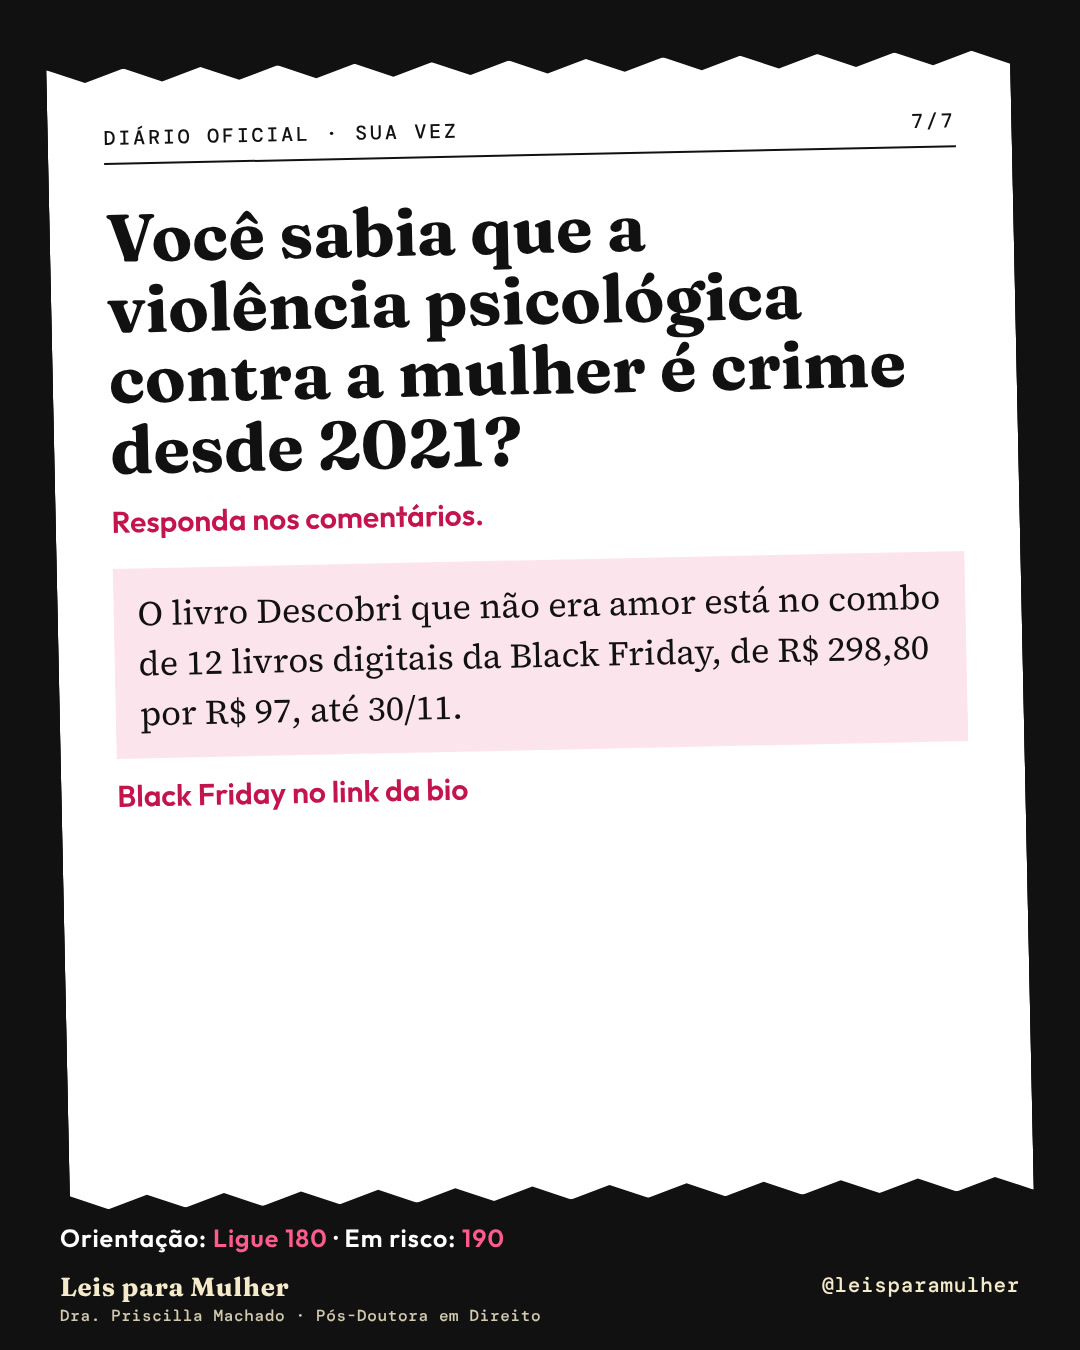 DIÁRIO OFICIAL · SUA VEZ
7/7
Você sabia que a
violência psicológica
contra a mulher é crime
desde 2021?
Responda nos comentários.
O livro Descobri que não era amor está no combo
de 12 livros digitais da Black Friday, de R$ 298,80
por R$ 97, até 30/11.
Black Friday no link da bio
Orientação: Ligue 180 · Em risco: 190
Leis para Mulher
@leisparamulher
Dra. Priscilla Machado · Pós-Doutora em Direito